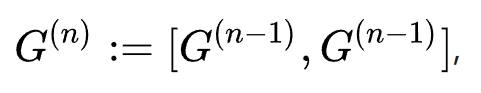 G⁽ⁿ⁾ := [G⁽ⁿ⁻¹⁾, G⁽ⁿ⁻¹⁾],